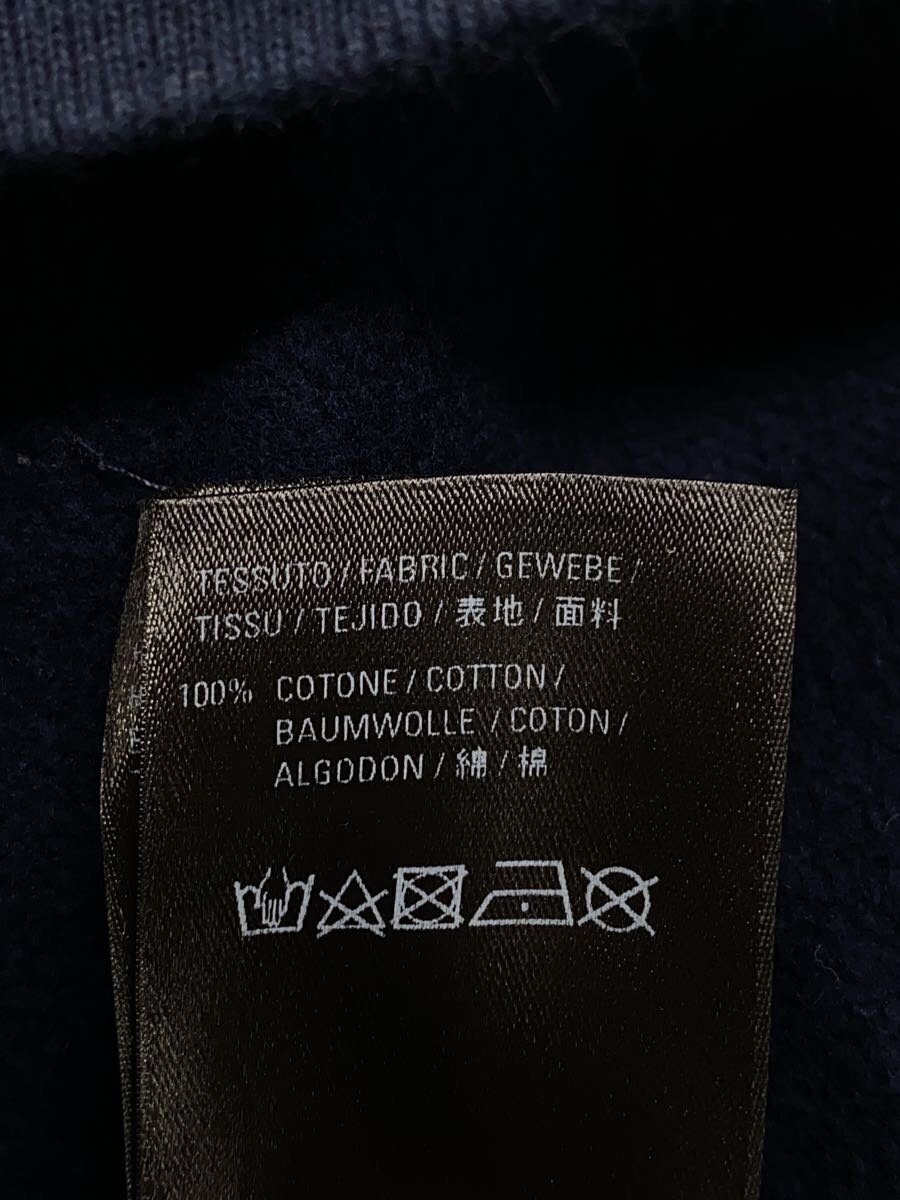 TESSUTO / FABRIC / GEWEBE /
TISSU / TEJIDO / 表地 / 面料
100% COTONE / COTTON /
BAUMWOLLE / COTON /
ALGODON / 綿 / 棉